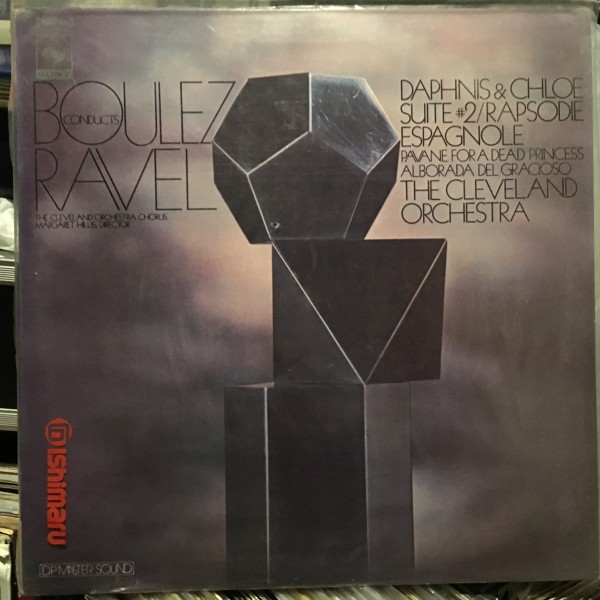 SONY
BOULEZ
CONDUCTS
RAVEL
THE CLEVELAND ORCHESTRA CHORUS
MARGARET HILLIS, DIRECTOR
DAPHNIS & CHLOE
SUITE #2/RAPSODIE
ESPAGNOLE
PAVANE FOR A DEAD PRINCESS
ALBORADA DEL GRACIOSO
THE CLEVELAND
ORCHESTRA
Ishimaru
DP MASTER SOUND